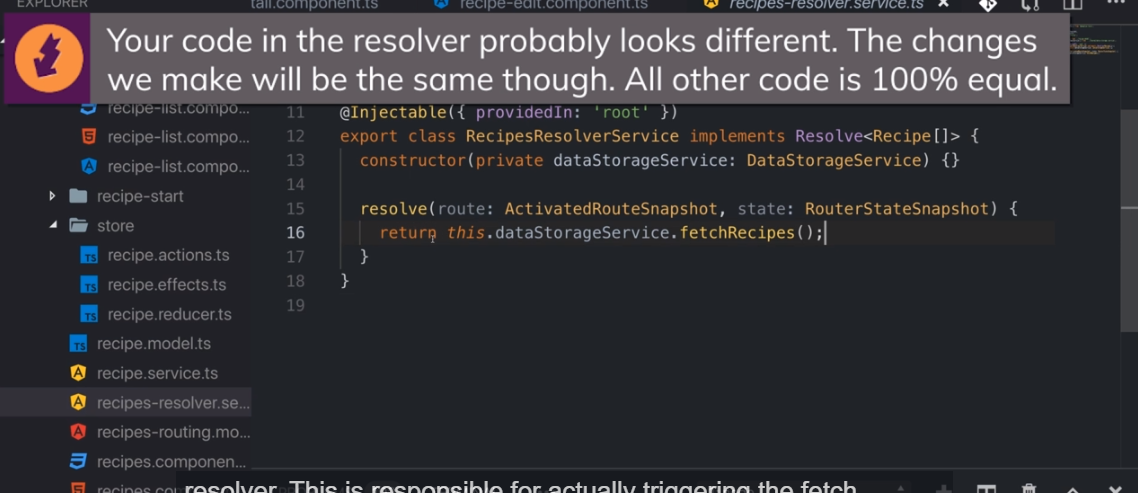 EXPLORER
tail.component.ts
recipe-edit.component.ts
recipes-resolver.service.ts
Your code in the resolver probably looks different. The changes
we make will be the same though. All other code is 100% equal.
recipe-list.compo...
recipe-list.compo...
recipe-list.compo...
recipe-start
store
recipe.actions.ts
recipe.effects.ts
recipe.reducer.ts
recipe.model.ts
recipe.service.ts
recipes-resolver.se...
recipes-routing.mo...
recipes.componen...
11 @Injectable({ providedIn: 'root' })
12 export class RecipesResolverService implements Resolve<Recipe[]> {
13 constructor(private dataStorageService: DataStorageService) {}
14
15 resolve(route: ActivatedRouteSnapshot, state: RouterStateSnapshot) {
16 return this.dataStorageService.fetchRecipes();
17 }
18 }
19
resolver. This is responsible for actually triggering the fetch